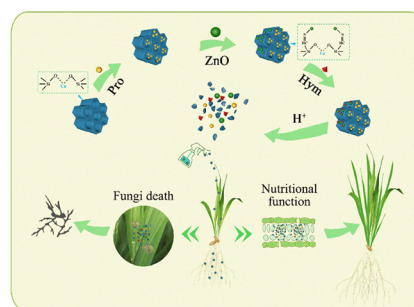 Pro
ZnO
Hym
H⁺
Fungi death
Nutritional
function